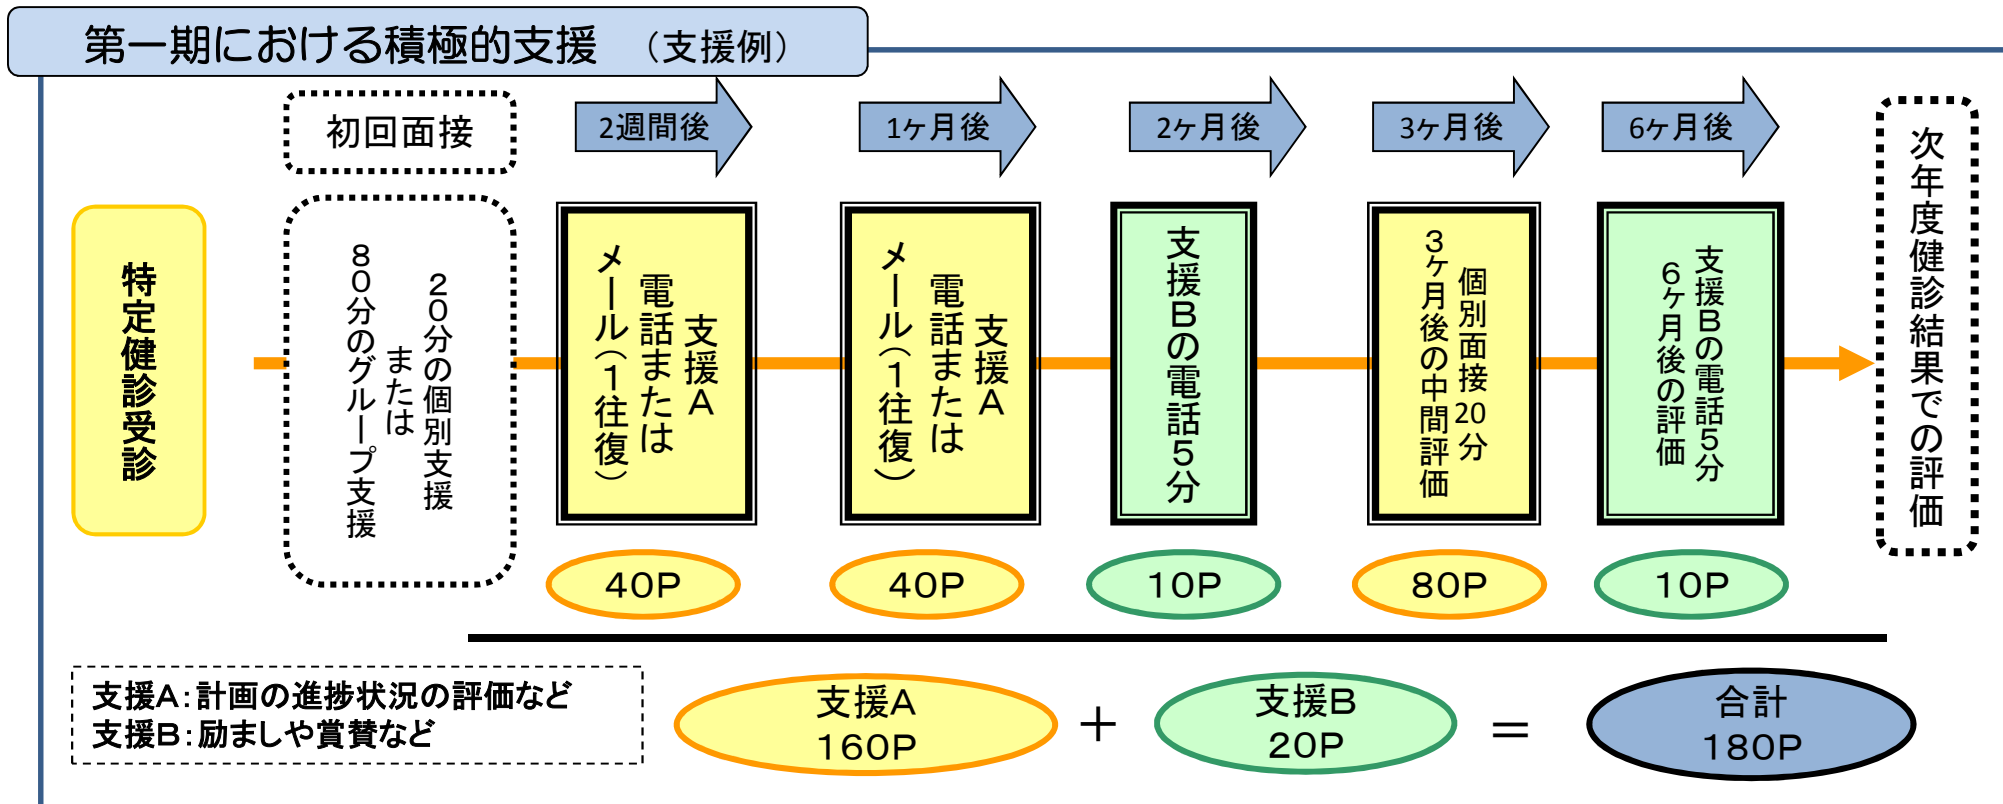 第一期における積極的支援 （支援例）
初回面接
2週間後
1ヶ月後
2ヶ月後
3ヶ月後
6ヶ月後
特定健診受診
２０分の個別支援
または
８０分のグループ支援
支援Ａ
電話または
メール（１往復）
支援Ａ
電話または
メール（１往復）
支援Ｂの電話５分
個別面接20分
３ヶ月後の中間評価
支援Ｂの電話５分
６ヶ月後の評価
次年度健診結果での評価
４０Ｐ
４０Ｐ
１０Ｐ
８０Ｐ
１０Ｐ
支援Ａ：計画の進捗状況の評価など
支援Ｂ：励ましや賞賛など
支援Ａ
１６０Ｐ
＋
支援Ｂ
２０Ｐ
＝
合計
１８０Ｐ